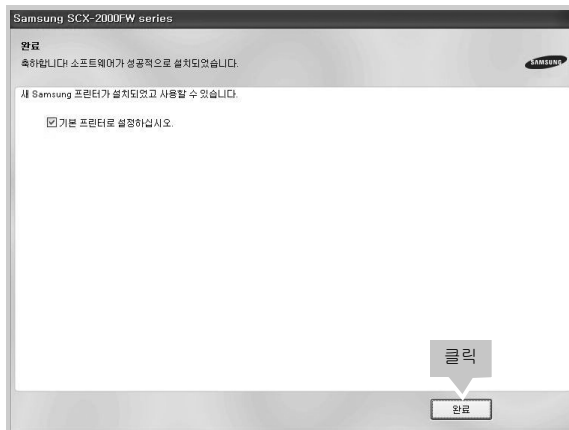 Samsung SCX-2000FW series
완료
축하합니다! 소프트웨어가 성공적으로 설치되었습니다.
SAMSUNG
새 Samsung 프린터가 설치되었고 사용할 수 있습니다.
기본 프린터로 설정하십시오.
클릭
완료